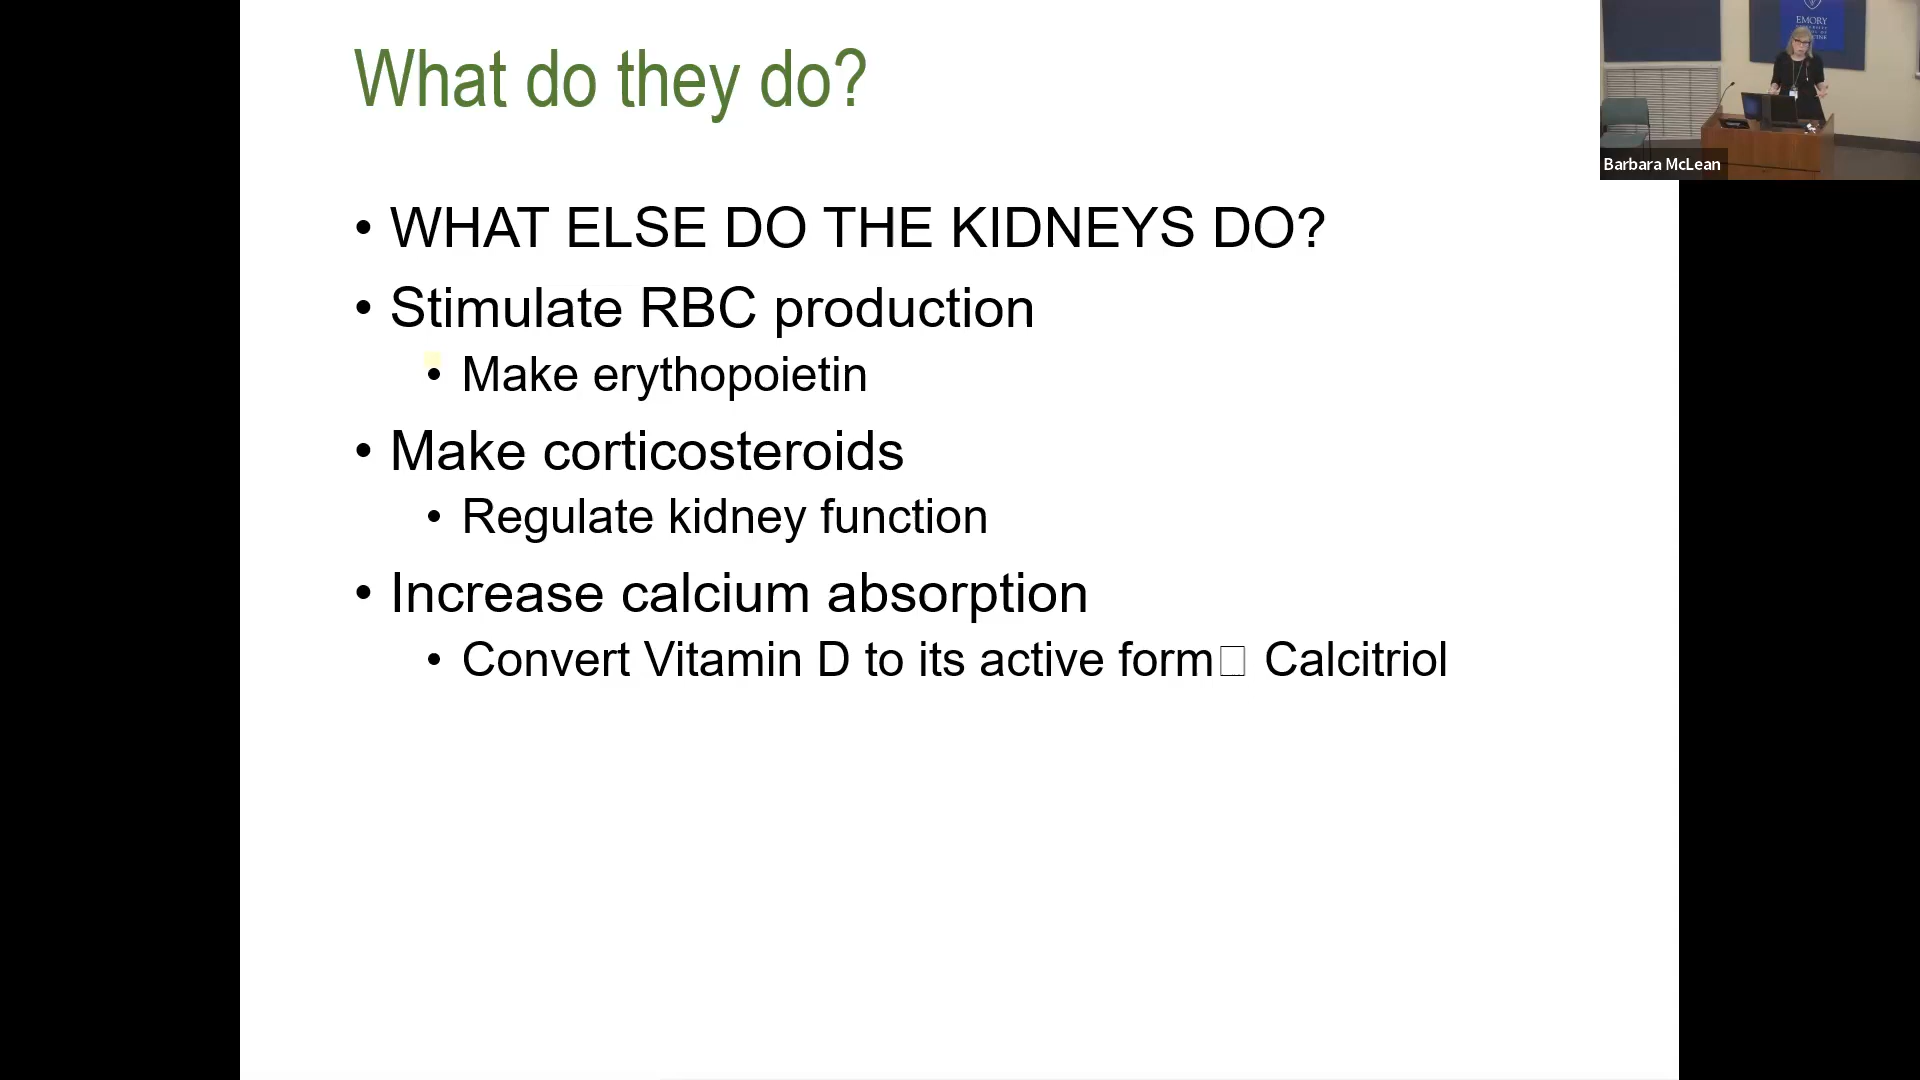 What do they do?
• WHAT ELSE DO THE KIDNEYS DO?
• Stimulate RBC production
• Make erythopoietin
• Make corticosteroids
• Regulate kidney function
• Increase calcium absorption
• Convert Vitamin D to its active form□ Calcitriol
EMORY
Barbara McLean